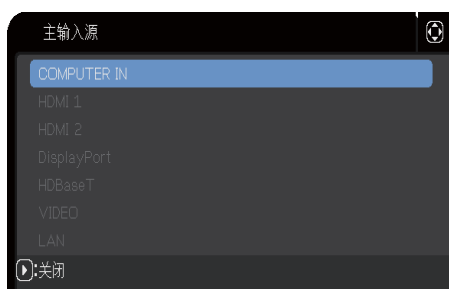 主输入源
COMPUTER IN
HDMI 1
HDMI 2
DisplayPort
HDBaseT
VIDEO
LAN
:关闭